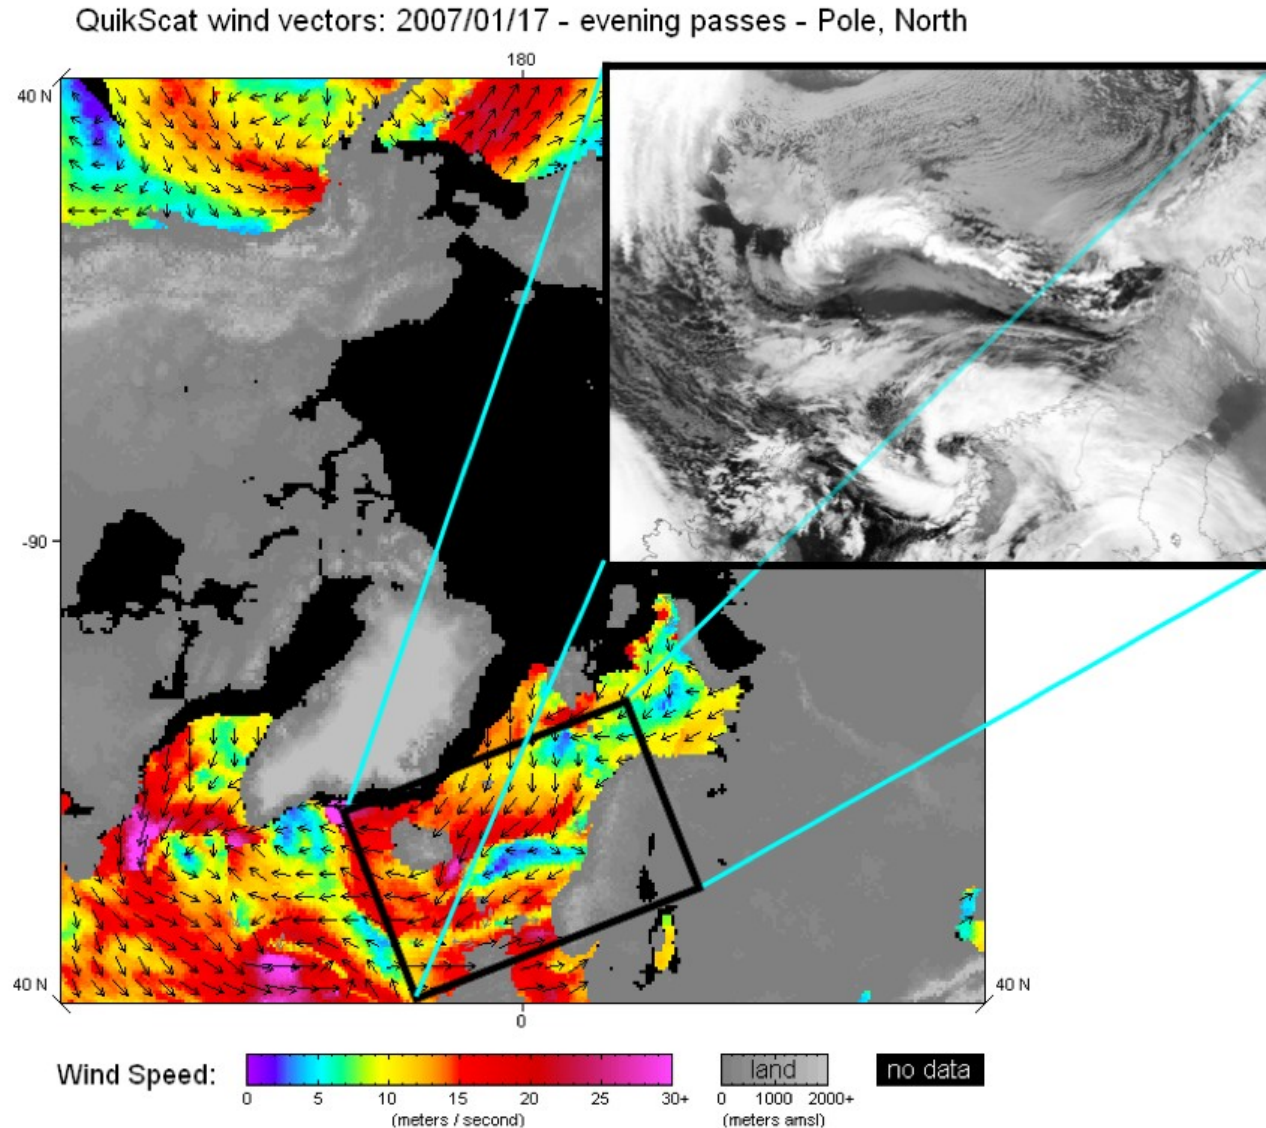 QuikScat wind vectors: 2007/01/17 - evening passes - Pole, North
180
40 N
-90
40 N
40 N
0
Wind Speed:
land
no data
0 5 10 15 20 25 30+
0 1000 2000+
(meters / second)
(meters amsl)